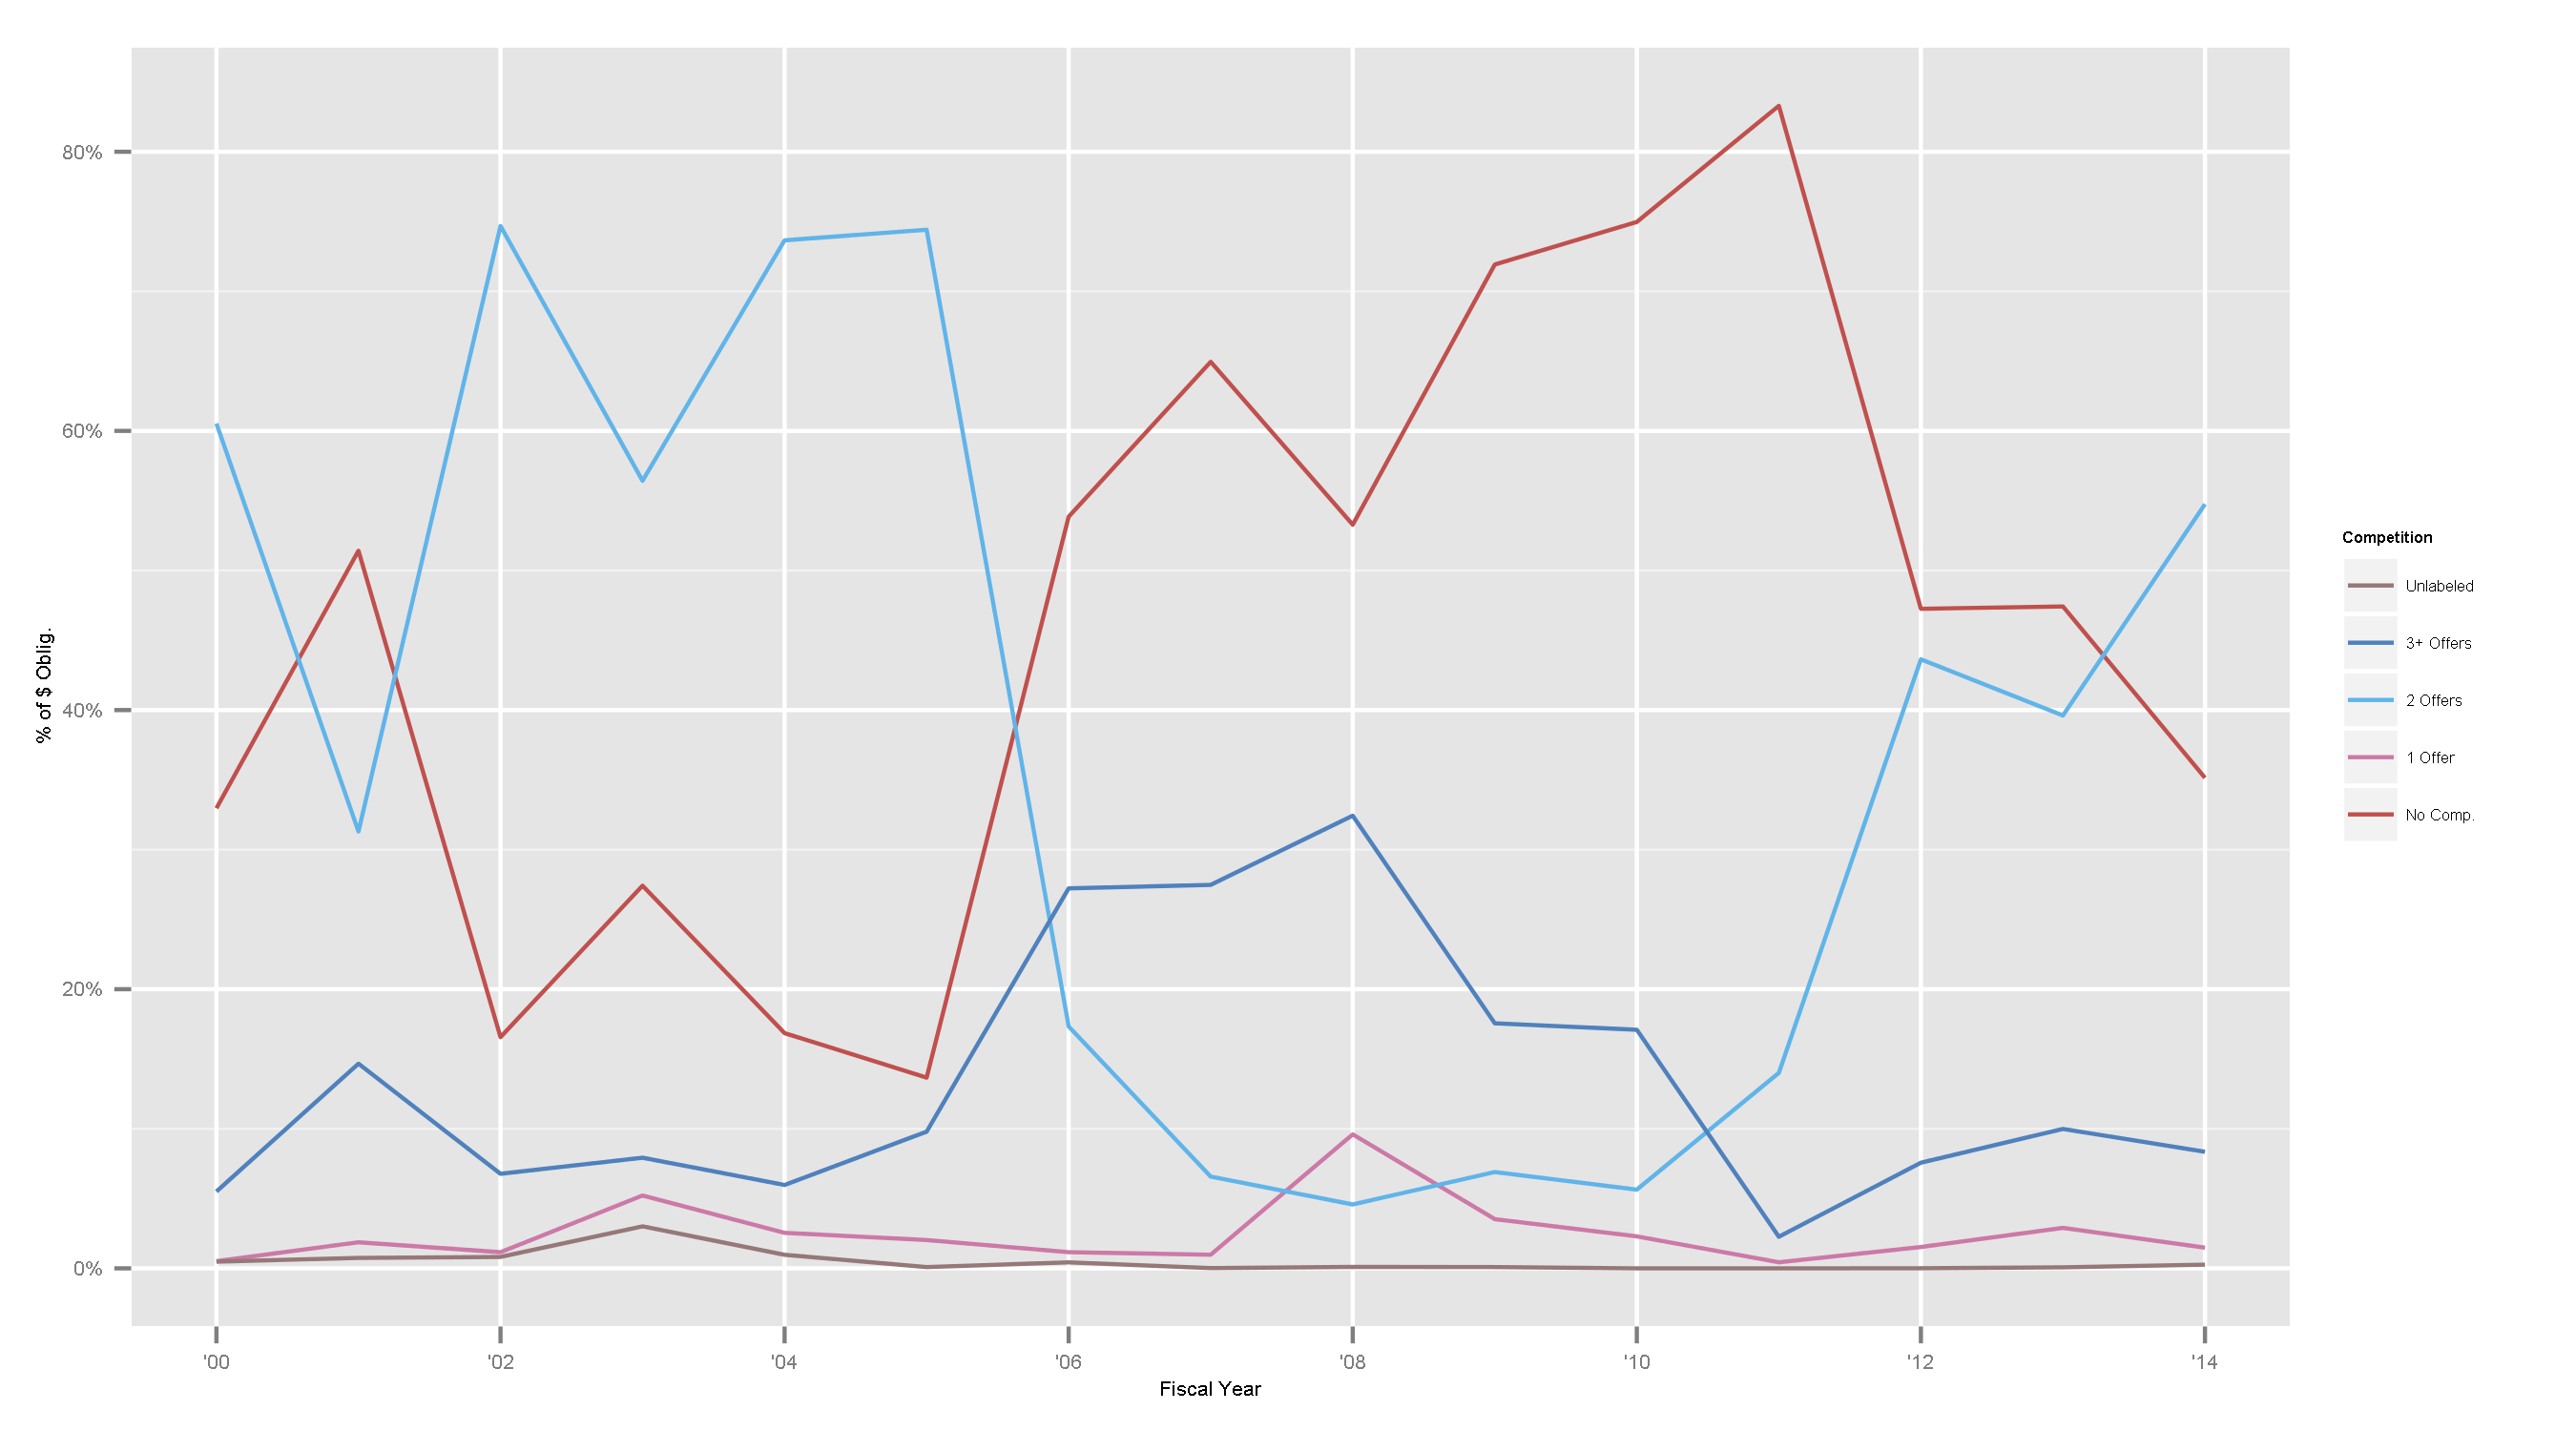 80%
60%
40%
20%
0%
% of $ Oblig.
'00 '02 '04 '06 '08 '10 '12 '14
Fiscal Year
Competition
Unlabeled
3+ Offers
2 Offers
1 Offer
No Comp.